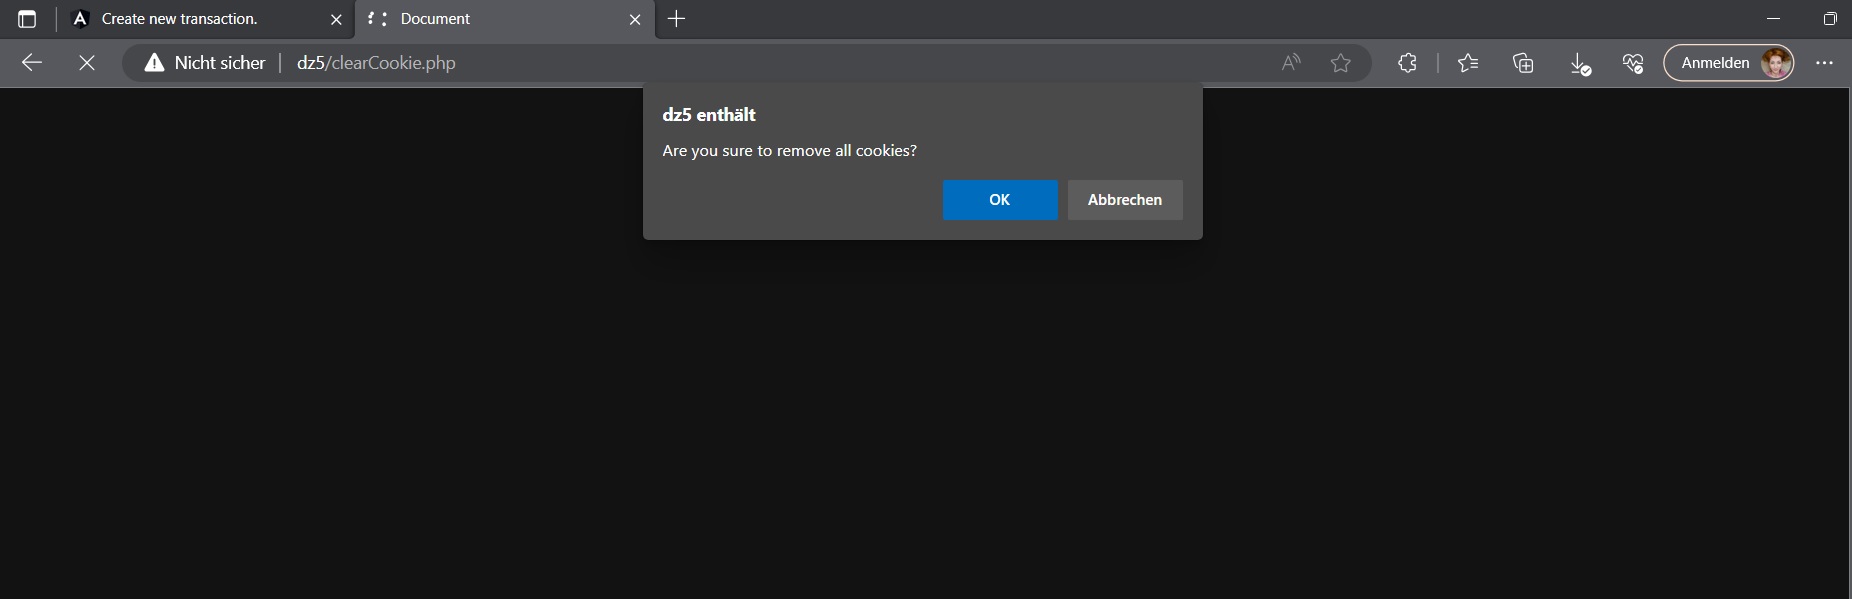 Create new transaction.
Document
Nicht sicher
dz5/clearCookie.php
Anmelden
dz5 enthält
Are you sure to remove all cookies?
OK
Abbrechen